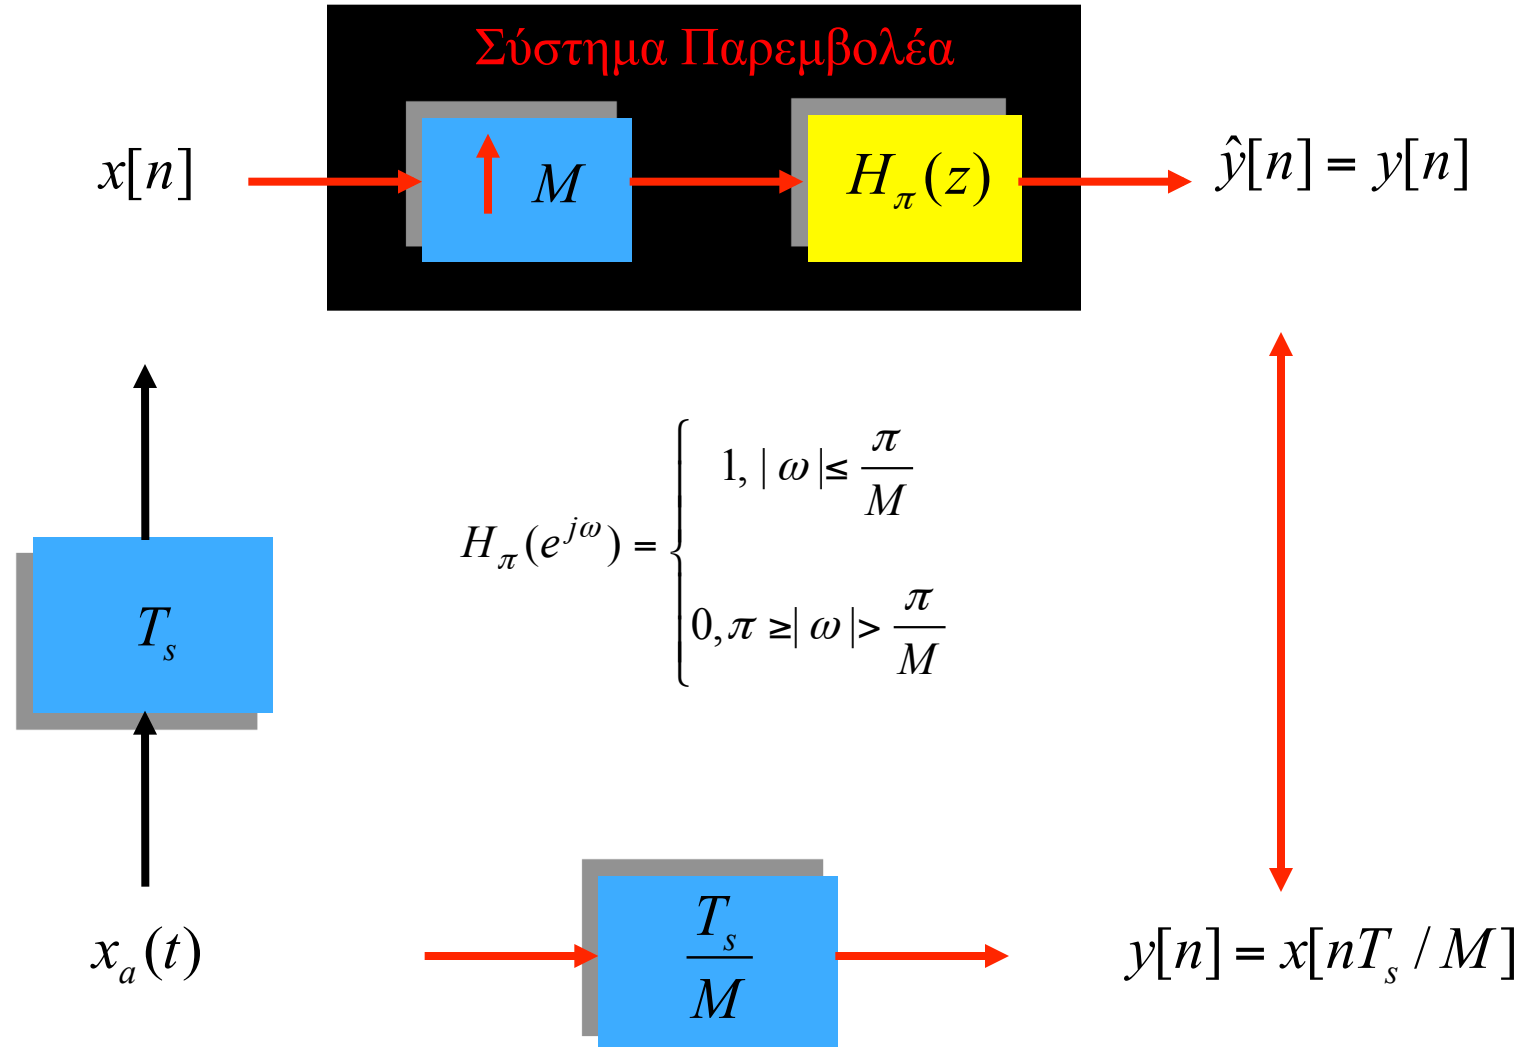 Σύστημα Παρεμβολέα
x[n]
M
H_π(z)
ŷ[n] = y[n]
H_π(e^{jω}) = { 1, | ω |≤ π/M
0, π ≥| ω |> π/M
T_s
x_a(t)
T_s/M
y[n] = x[nT_s / M]